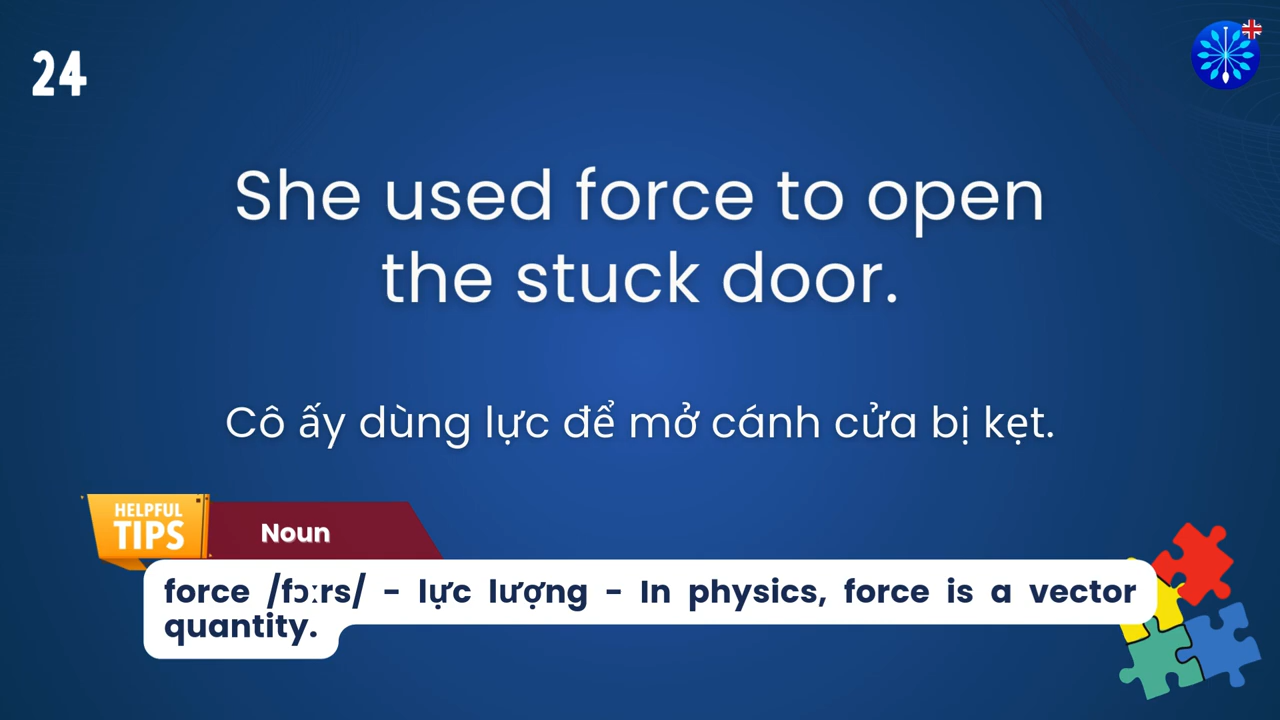 24
She used force to open
the stuck door.
Cô ấy dùng lực để mở cánh cửa bị kẹt.
HELPFUL
TIPS
Noun
force /fɔːrs/ - lực lượng - In physics, force is a vector
quantity.